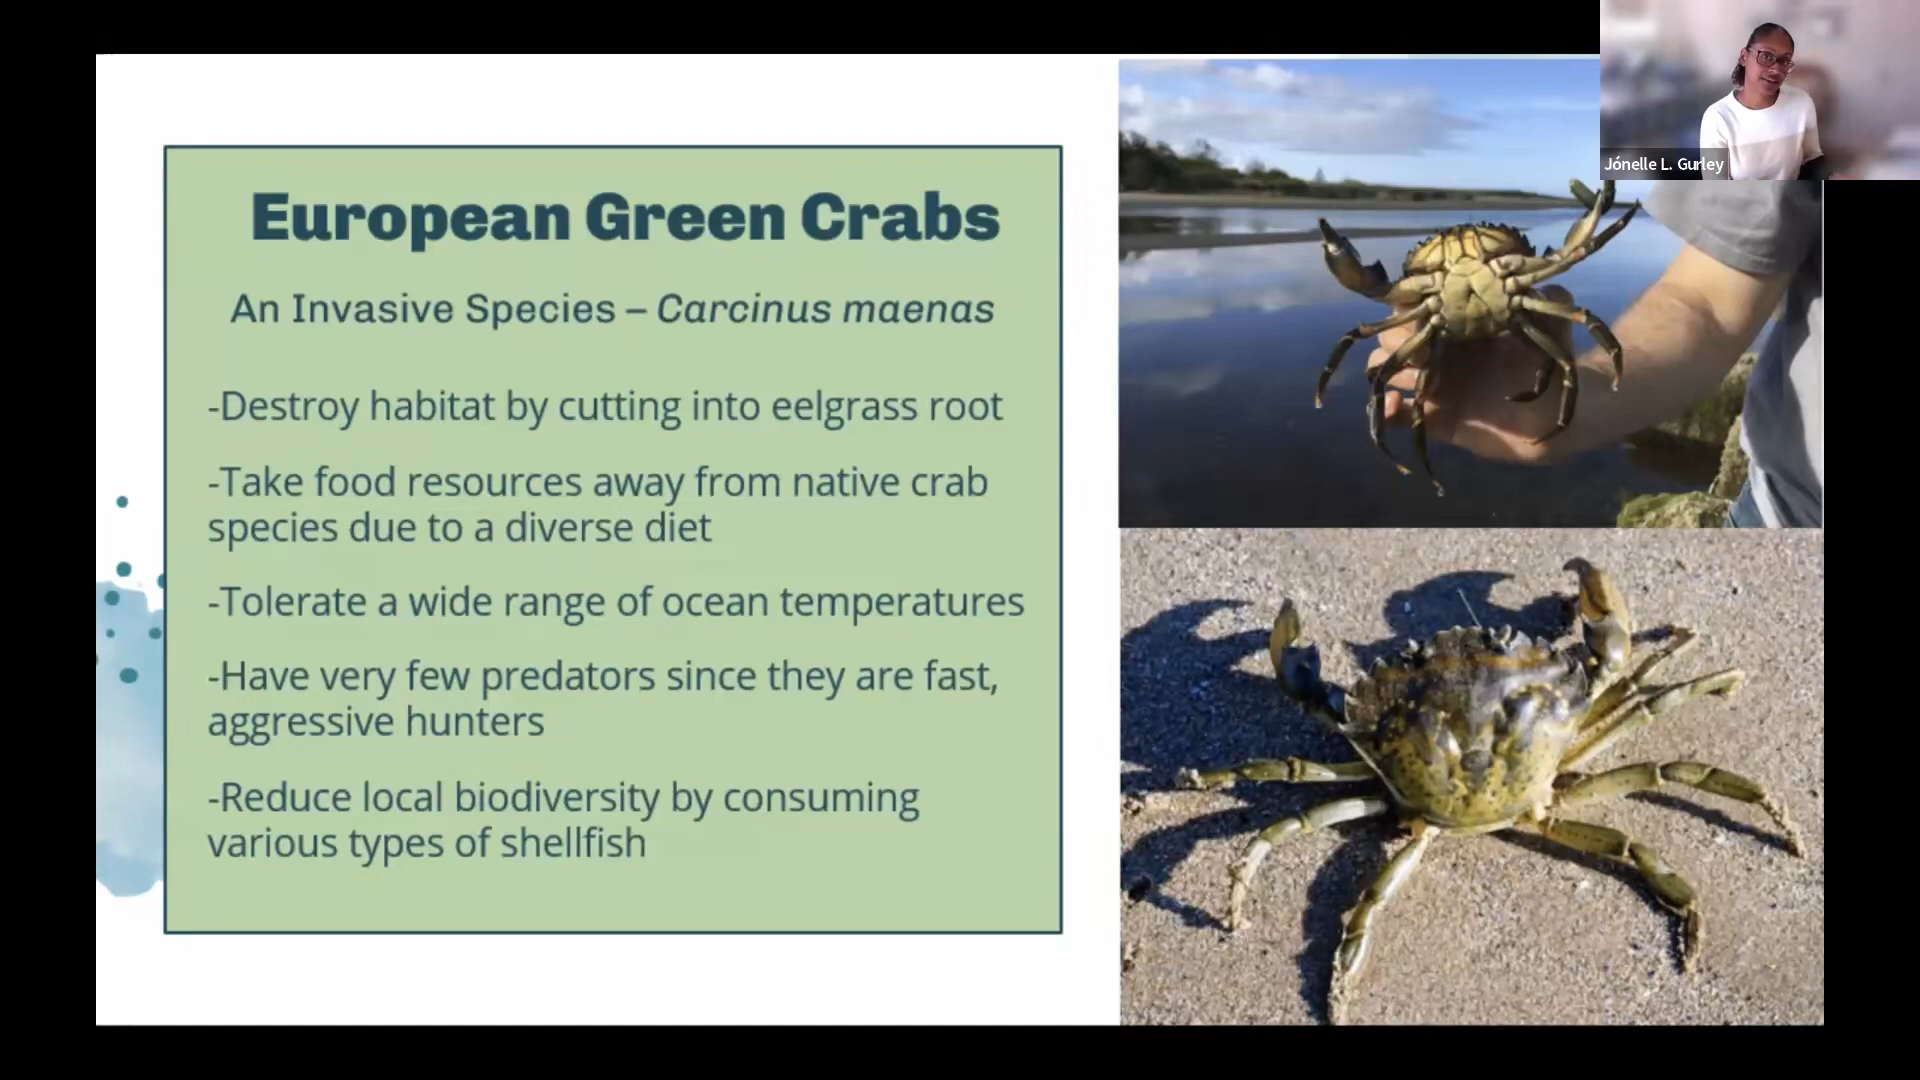 Jónelle L. Gurley
European Green Crabs
An Invasive Species – Carcinus maenas
-Destroy habitat by cutting into eelgrass root
-Take food resources away from native crab
species due to a diverse diet
-Tolerate a wide range of ocean temperatures
-Have very few predators since they are fast,
aggressive hunters
-Reduce local biodiversity by consuming
various types of shellfish